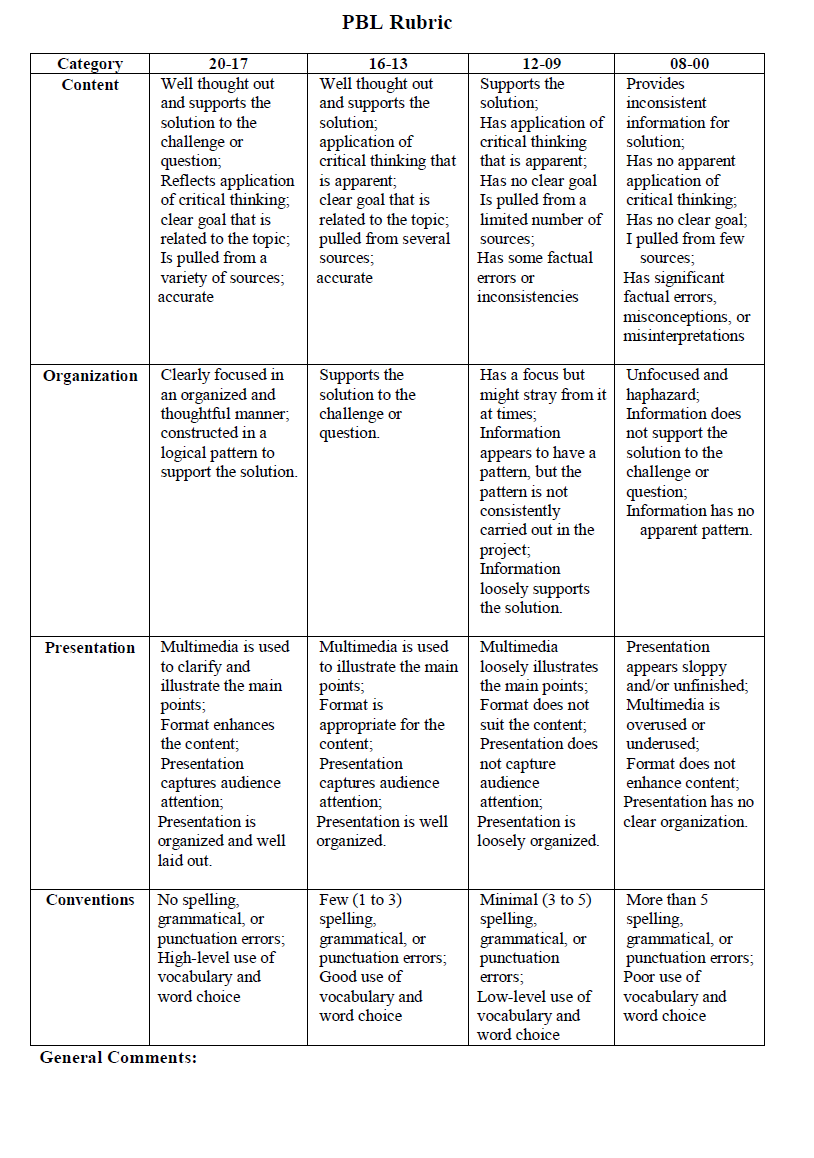 PBL Rubric
Category 20-17 16-13 12-09 08-00
Content
Well thought out
and supports the
solution to the
challenge or
question;
Reflects application
of critical thinking;
clear goal that is
related to the topic;
Is pulled from a
variety of sources;
accurate
Well thought out
and supports the
solution;
application of
critical thinking that
is apparent;
clear goal that is
related to the topic;
pulled from several
sources;
accurate
Supports the
solution;
Has application of
critical thinking
that is apparent;
Has no clear goal
Is pulled from a
limited number of
sources;
Has some factual
errors or
inconsistencies
Provides
inconsistent
information for
solution;
Has no apparent
application of
critical thinking;
Has no clear goal;
I pulled from few
sources;
Has significant
factual errors,
misconceptions, or
misinterpretations
Organization
Clearly focused in
an organized and
thoughtful manner;
constructed in a
logical pattern to
support the solution.
Supports the
solution to the
challenge or
question.
Has a focus but
might stray from it
at times;
Information
appears to have a
pattern, but the
pattern is not
consistently
carried out in the
project;
Information
loosely supports
the solution.
Unfocused and
haphazard;
Information does
not support the
solution to the
challenge or
question;
Information has no
apparent pattern.
Presentation
Multimedia is used
to clarify and
illustrate the main
points;
Format enhances
the content;
Presentation
captures audience
attention;
Presentation is
organized and well
laid out.
Multimedia is used
to illustrate the main
points;
Format is
appropriate for the
content;
Presentation
captures audience
attention;
Presentation is well
organized.
Multimedia
loosely illustrates
the main points;
Format does not
suit the content;
Presentation does
not capture
audience
attention;
Presentation is
loosely organized.
Presentation
appears sloppy
and/or unfinished;
Multimedia is
overused or
underused;
Format does not
enhance content;
Presentation has no
clear organization.
Conventions
No spelling,
grammatical, or
punctuation errors;
High-level use of
vocabulary and
word choice
Few (1 to 3)
spelling,
grammatical, or
punctuation errors;
Good use of
vocabulary and
word choice
Minimal (3 to 5)
spelling,
grammatical, or
punctuation
errors;
Low-level use of
vocabulary and
word choice
More than 5
spelling,
grammatical, or
punctuation errors;
Poor use of
vocabulary and
word choice
General Comments: